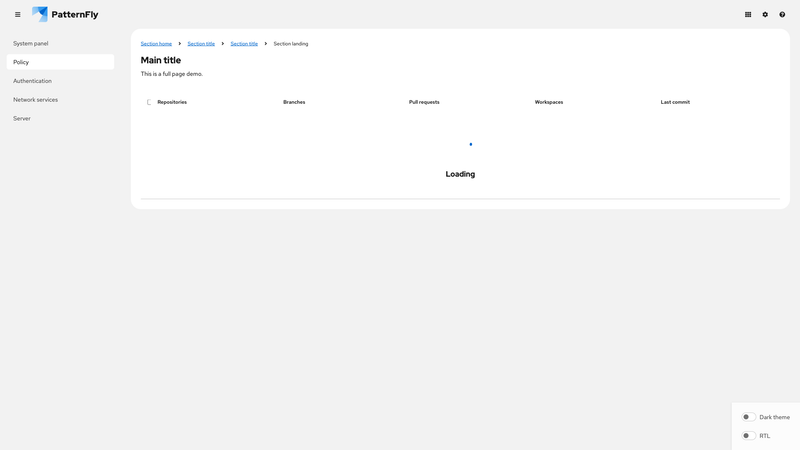 PatternFly
System panel
Policy
Authentication
Network services
Server
Section home Section title Section title Section landing
Main title
This is a full page demo.
Repositories Branches Pull requests Workspaces Last commit
Loading
Dark theme
RTL